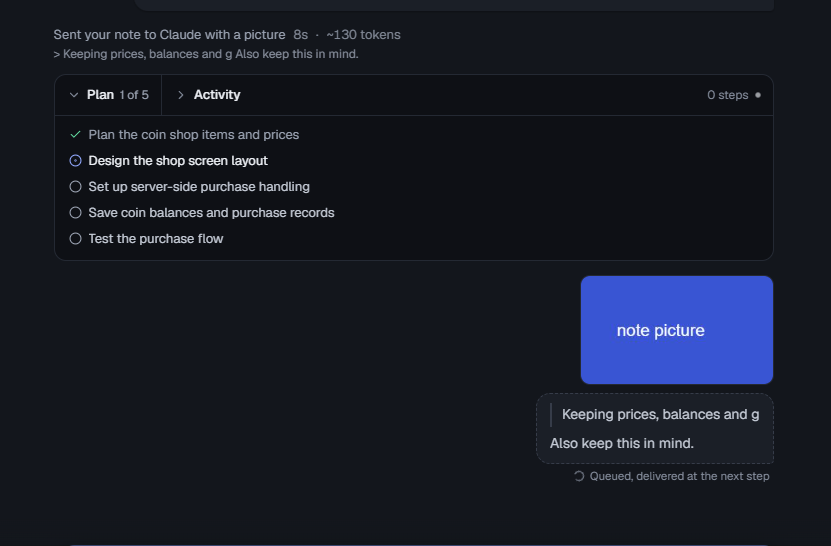 Sent your note to Claude with a picture 8s · ~130 tokens
> Keeping prices, balances and g Also keep this in mind.
Plan 1 of 5 Activity 0 steps
Plan the coin shop items and prices
Design the shop screen layout
Set up server-side purchase handling
Save coin balances and purchase records
Test the purchase flow
note picture
Keeping prices, balances and g
Also keep this in mind.
Queued, delivered at the next step